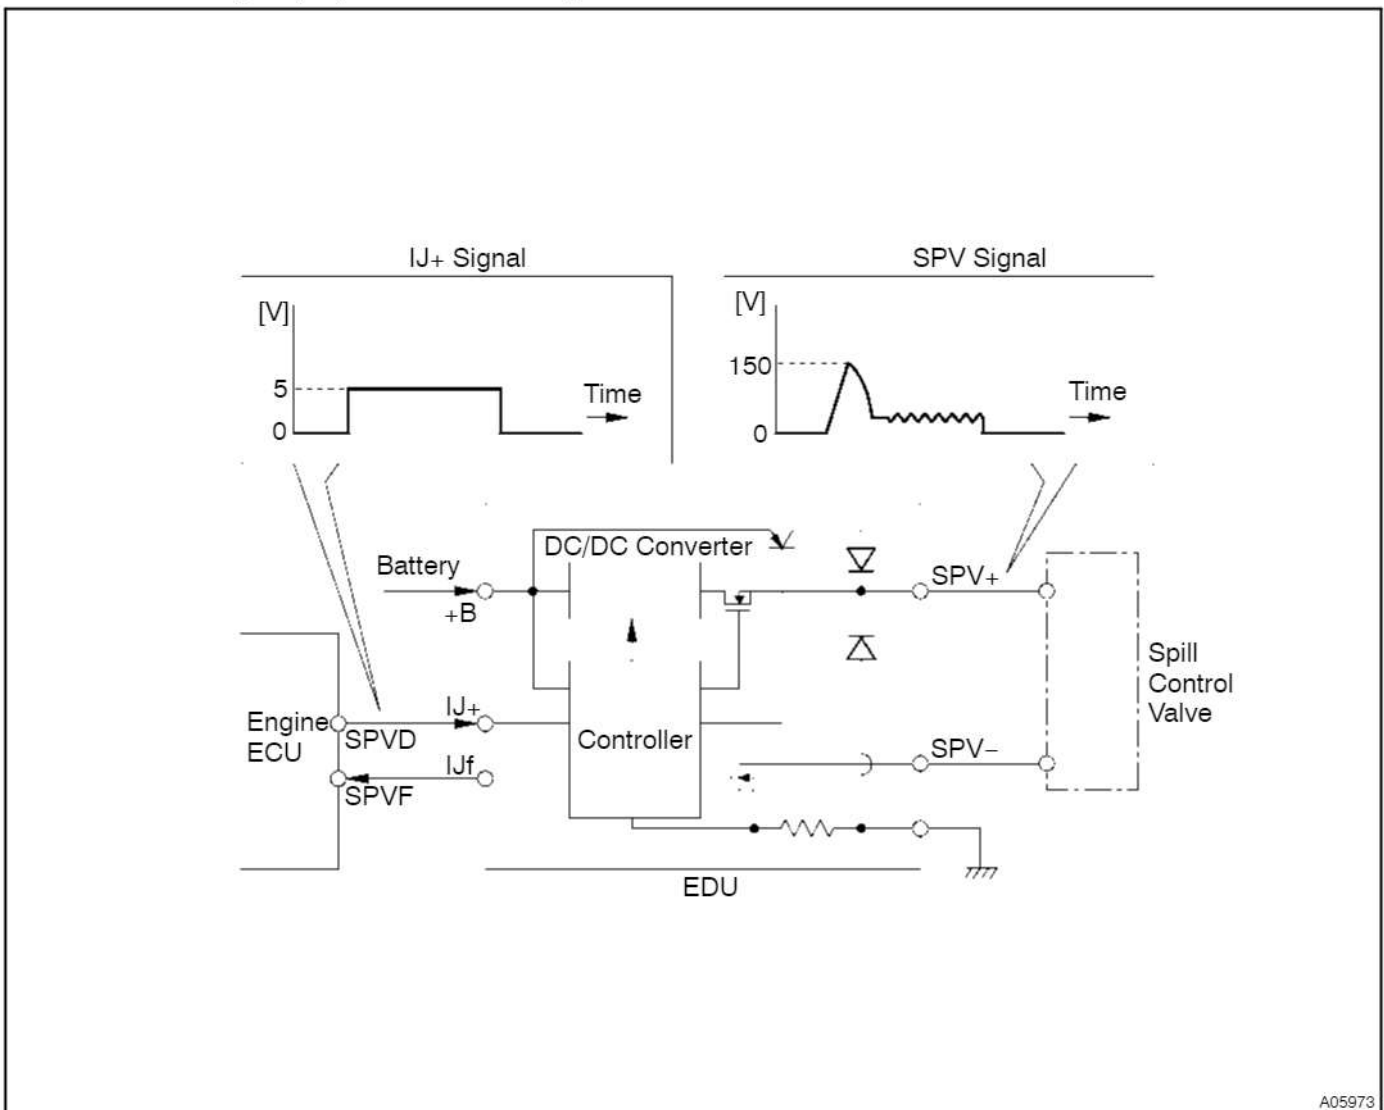 IJ+ Signal
SPV Signal
[V]
5
0
Time
[V]
150
0
Time
DC/DC Converter
Battery
+B
SPV+
Spill
Control
Valve
Engine
ECU
SPVD
IJ+
Controller
SPV−
IJf
SPVF
EDU
A05973